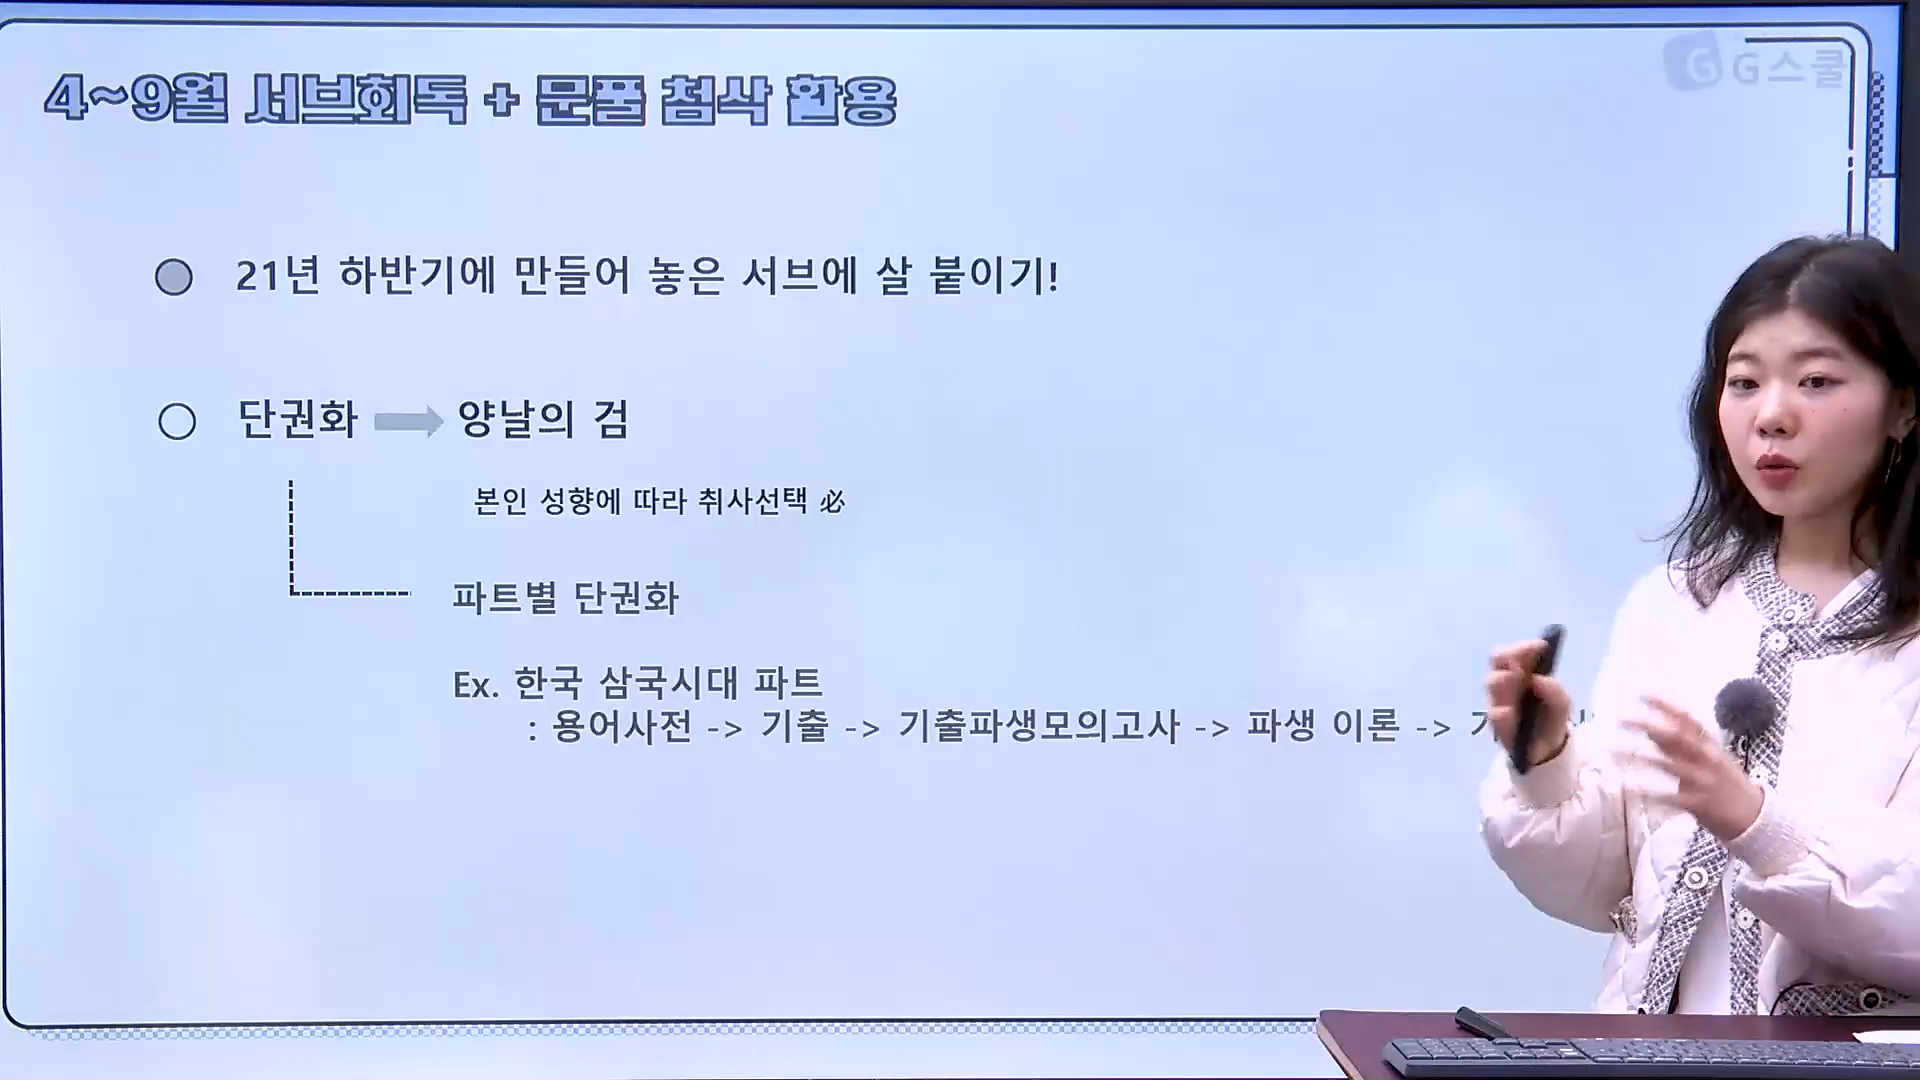 G스쿨
4~9월 서브회독 + 문풀 첨삭 활용
21년 하반기에 만들어 놓은 서브에 살 붙이기!
단권화 양날의 검
본인 성향에 따라 취사선택 必
파트별 단권화
Ex. 한국 삼국시대 파트
: 용어사전 -> 기출 -> 기출파생모의고사 -> 파생 이론 ->